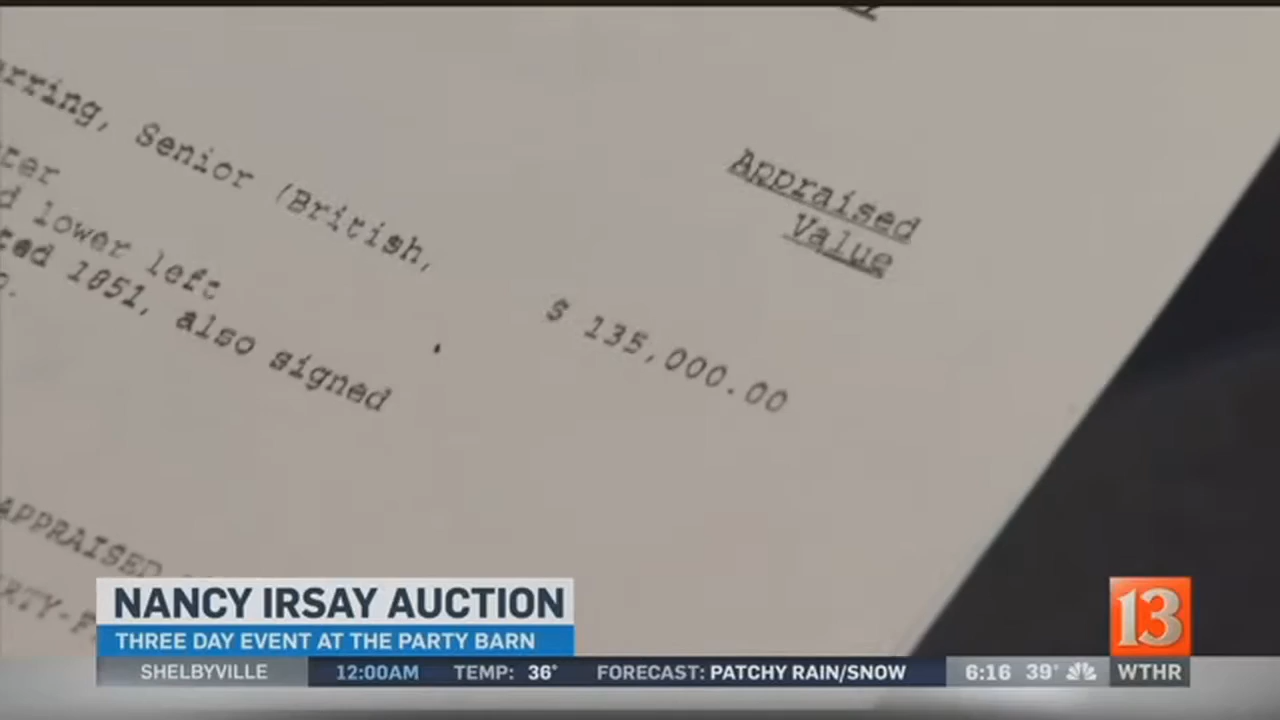 rring, Senior (British,
ter
d lower left
ted 1851, also signed
Appraised
Value
$ 135,000.00
APPRAISED
RTY-F
NANCY IRSAY AUCTION
THREE DAY EVENT AT THE PARTY BARN
SHELBYVILLE 12:00AM TEMP: 36° FORECAST: PATCHY RAIN/SNOW 6:16 39°
13
WTHR